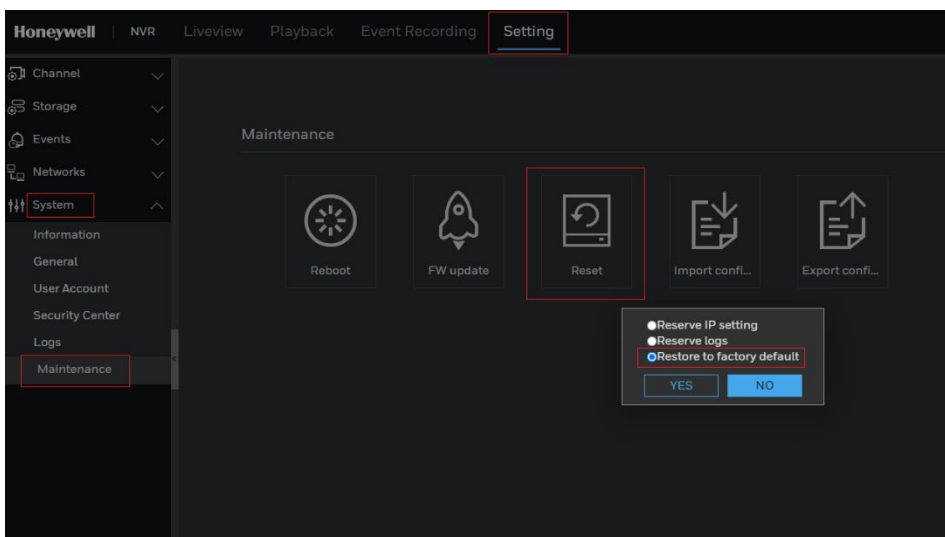 Honeywell NVR Liveview Playback Event Recording Setting
Channel
Storage
Events
Networks
System
Information
General
User Account
Security Center
Logs
Maintenance
Maintenance
Reboot FW update Reset Import confi... Export confi...
Reserve IP setting
Reserve logs
Restore to factory default
YES NO